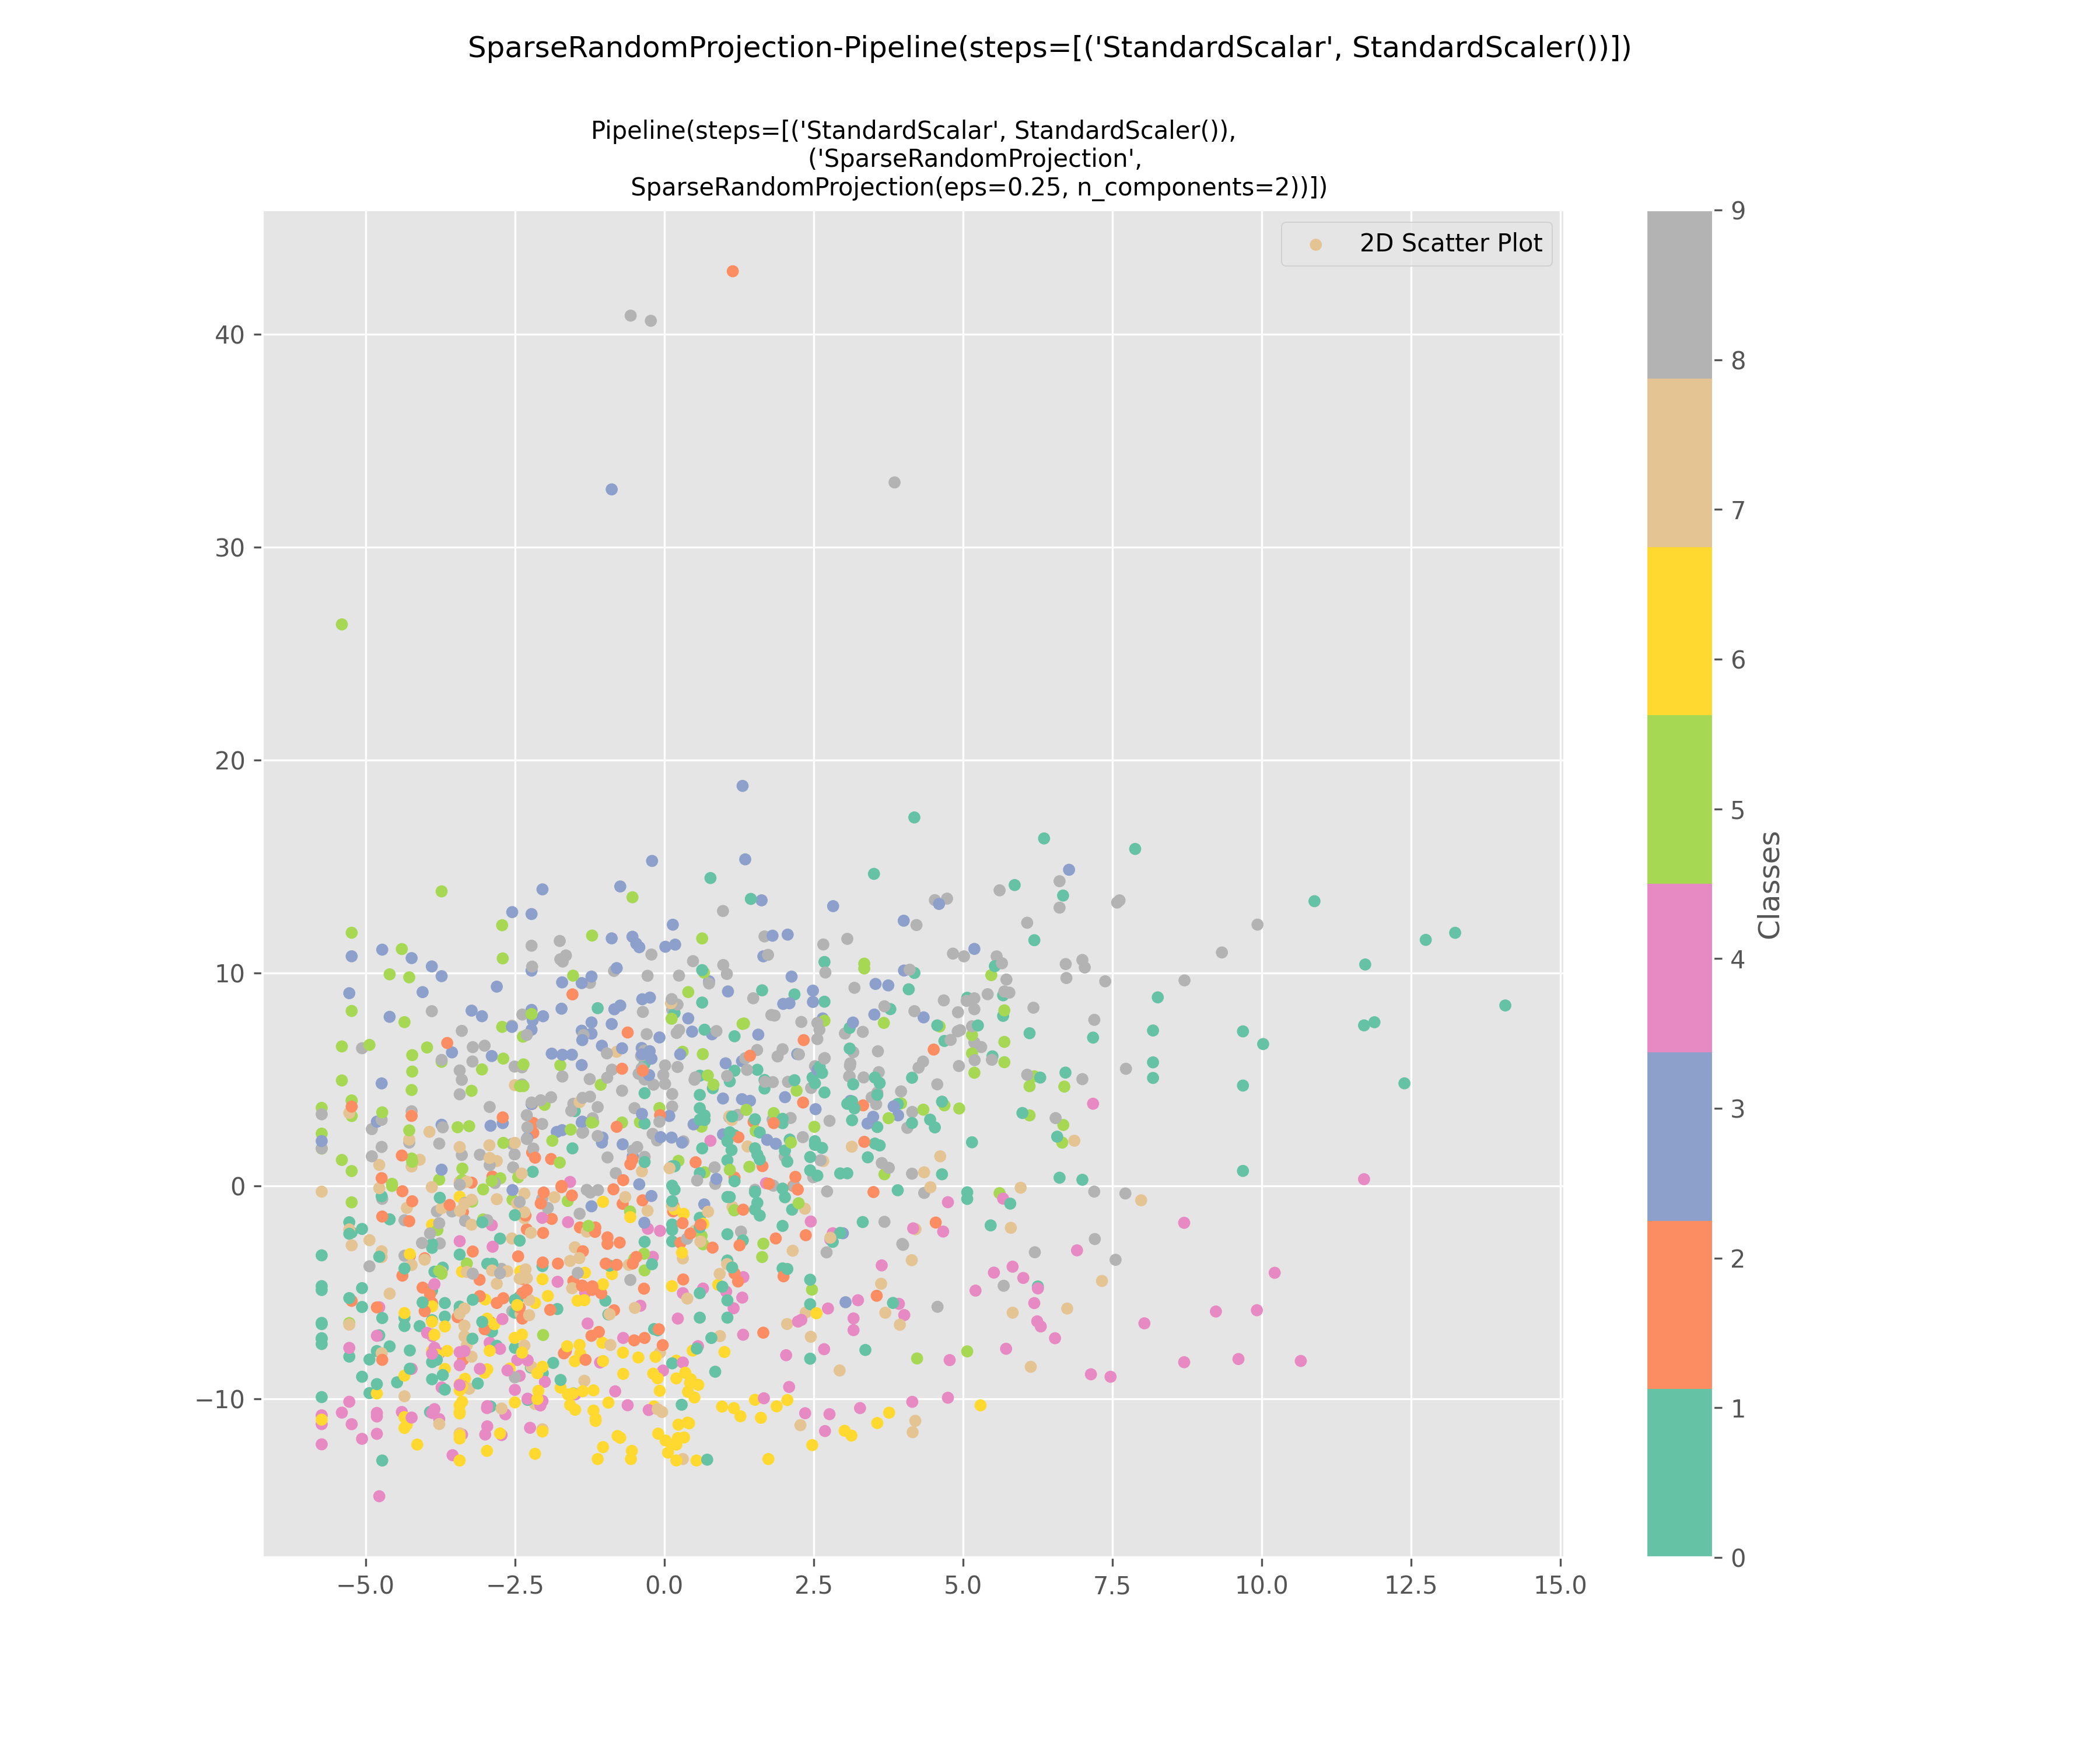 SparseRandomProjection-Pipeline(steps=[('StandardScalar', StandardScaler())])
Pipeline(steps=[('StandardScalar', StandardScaler()),
('SparseRandomProjection',
SparseRandomProjection(eps=0.25, n_components=2))])
2D Scatter Plot
40
30
20
10
0
−10
−5.0 −2.5 0.0 2.5 5.0 7.5 10.0 12.5 15.0
9
8
7
6
5
4
3
2
1
0
Classes